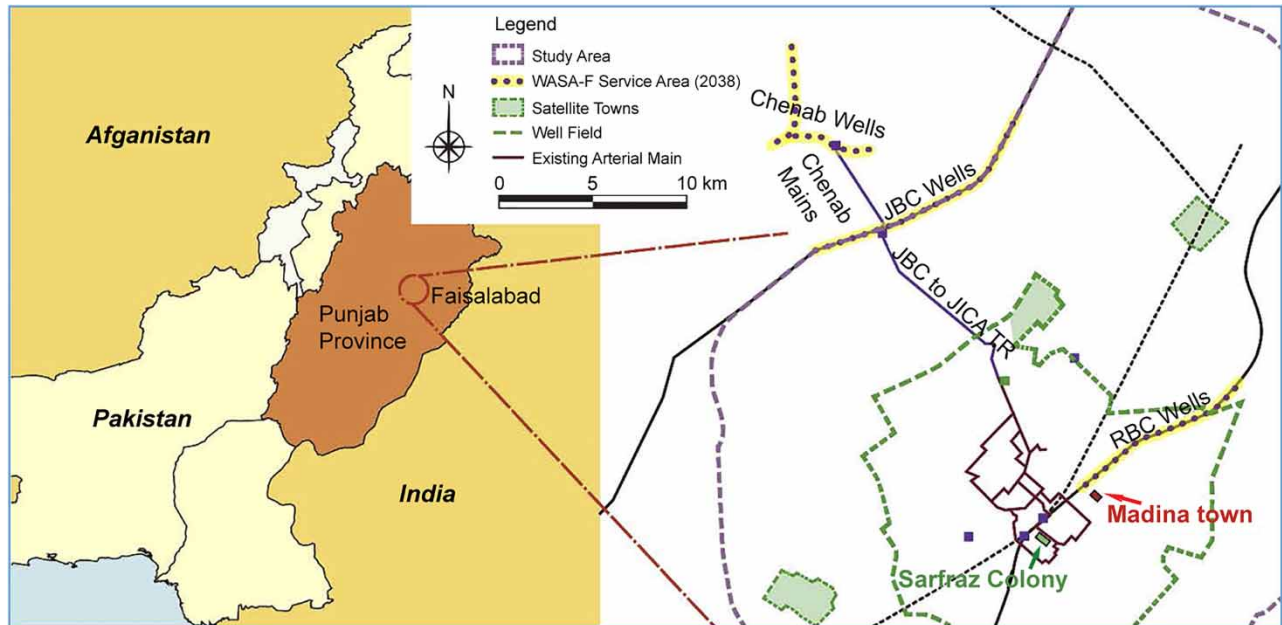 Legend
Study Area
WASA-F Service Area (2038)
Satellite Towns
Well Field
Existing Arterial Main
N
0 5 10 km
Afganistan
Pakistan
India
Punjab
Province
Faisalabad
Chenab Wells
Chenab
Mains
JBC Wells
JBC to JICA TR
RBC Wells
Madina town
Sarfraz Colony